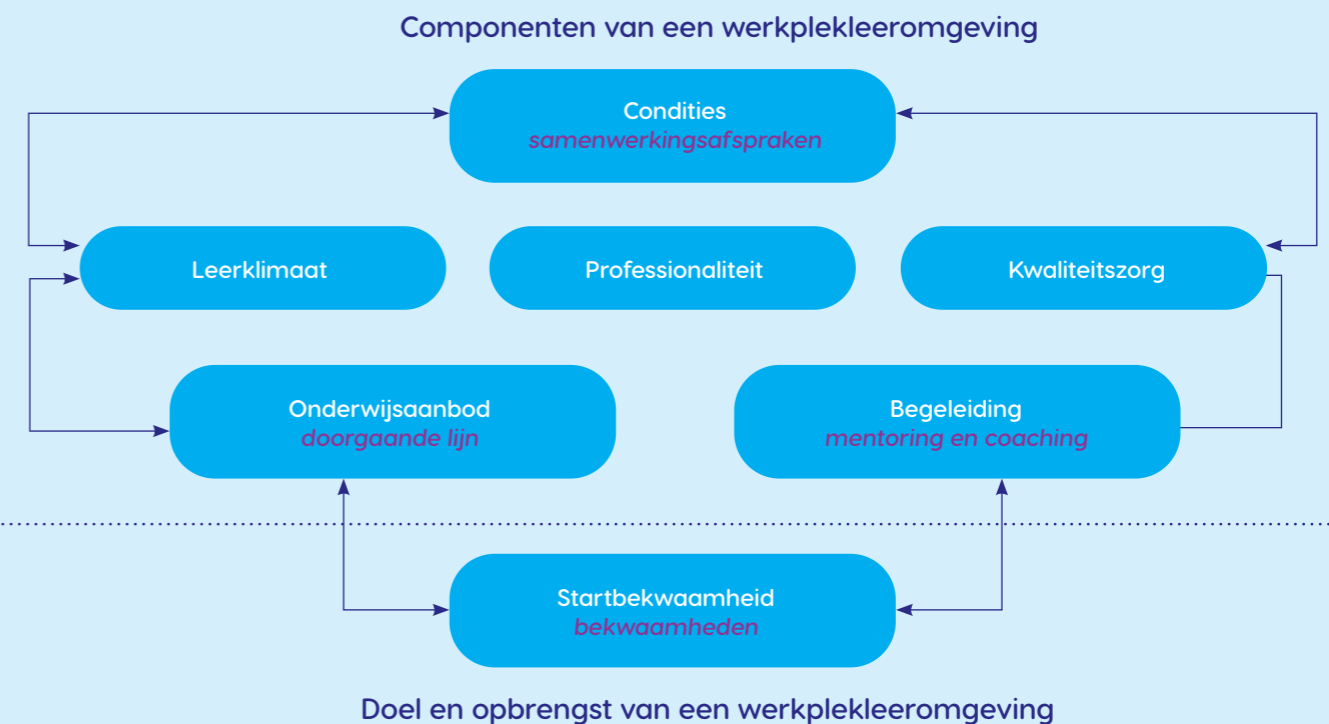 Componenten van een werkplekleeromgeving
Condities
samenwerkingsafspraken
Leerklimaat
Professionaliteit
Kwaliteitszorg
Onderwijsaanbod
doorgaande lijn
Begeleiding
mentoring en coaching
Startbekwaamheid
bekwaamheden
Doel en opbrengst van een werkplekleeromgeving